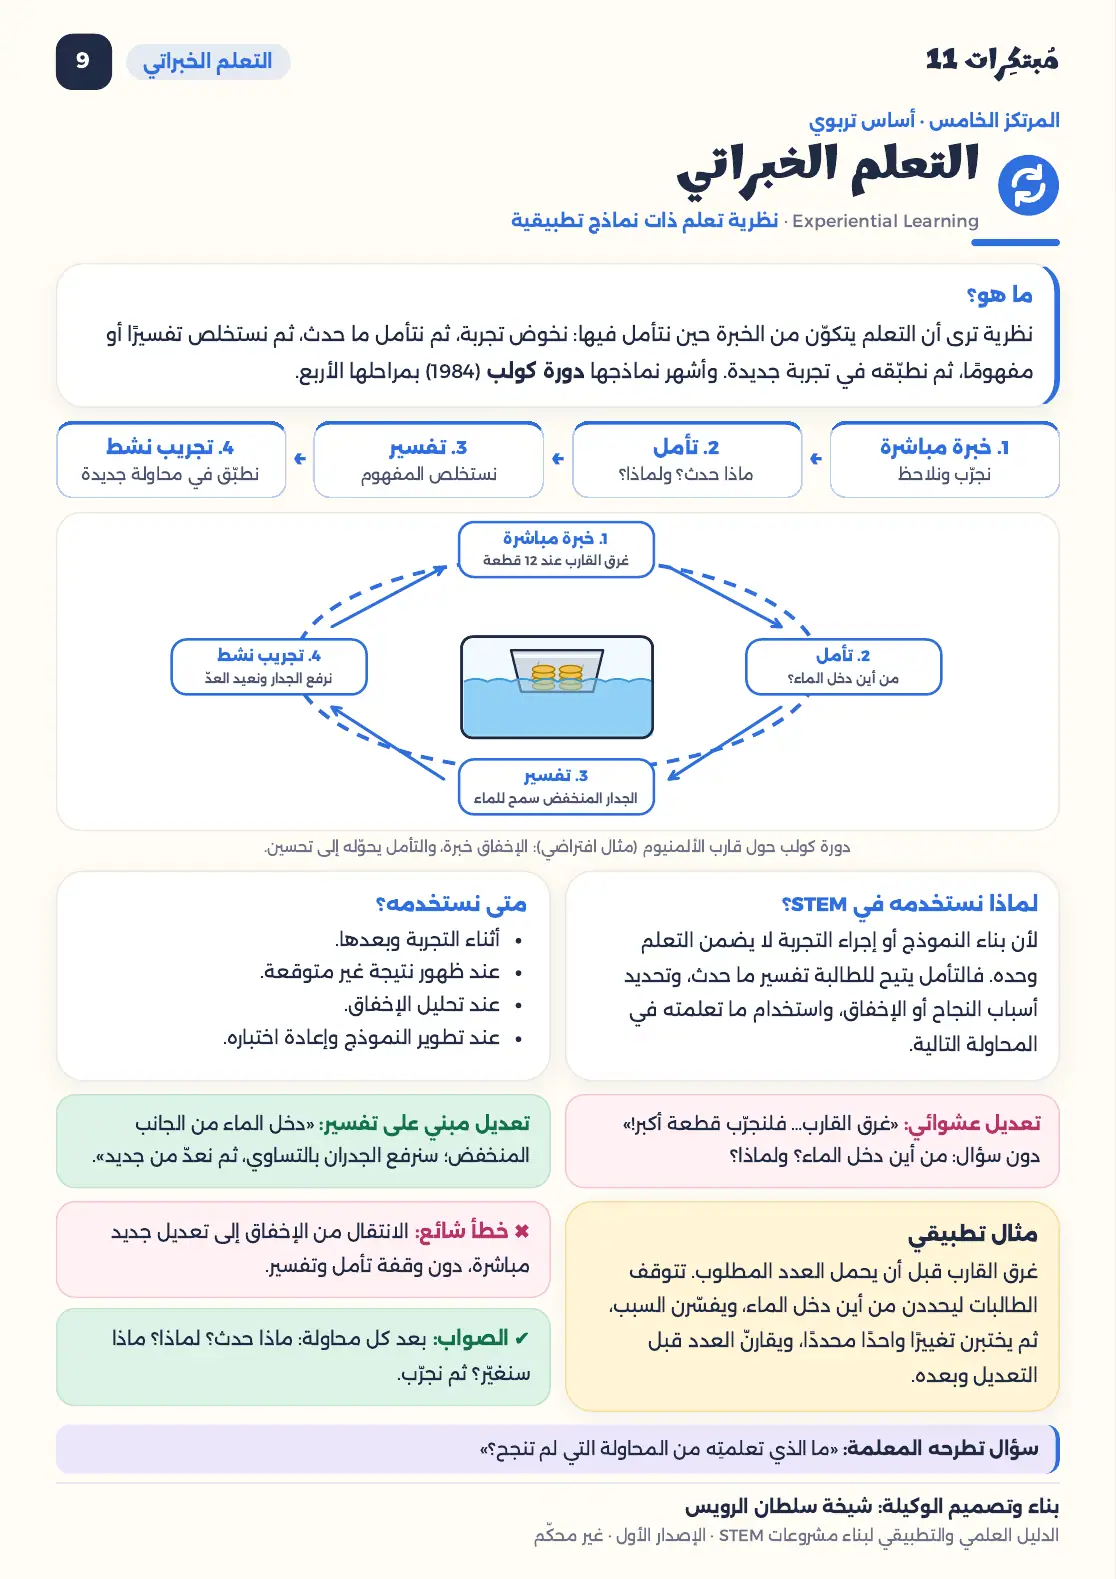 مُبتكِرات 11
التعلم الخبراتي
9
المرتكز الخامس · أساس تربوي
التعلم الخبراتي
Experiential Learning · نظرية تعلم ذات نماذج تطبيقية
ما هو؟
نظرية ترى أن التعلم يتكوّن من الخبرة حين نتأمل فيها: نخوض تجربة، ثم نتأمل ما حدث، ثم نستخلص تفسيرًا أو
مفهومًا، ثم نطبّقه في تجربة جديدة. وأشهر نماذجها دورة كولب (1984) بمراحلها الأربع.
1. خبرة مباشرة
نجرّب ونلاحظ
←
2. تأمل
ماذا حدث؟ ولماذا؟
←
3. تفسير
نستخلص المفهوم
←
4. تجريب نشط
نطبّق في محاولة جديدة
1. خبرة مباشرة
غرق القارب عند 12 قطعة
2. تأمل
من أين دخل الماء؟
3. تفسير
الجدار المنخفض سمح للماء
4. تجريب نشط
نرفع الجدار ونعيد العدّ
دورة كولب حول قارب الألمنيوم (مثال افتراضي): الإخفاق خبرة، والتأمل يحوّله إلى تحسين.
لماذا نستخدمه في STEM؟
لأن بناء النموذج أو إجراء التجربة لا يضمن التعلم
وحده. فالتأمل يتيح للطالبة تفسير ما حدث، وتحديد
أسباب النجاح أو الإخفاق، واستخدام ما تعلمته في
المحاولة التالية.
متى نستخدمه؟
• أثناء التجربة وبعدها.
• عند ظهور نتيجة غير متوقعة.
• عند تحليل الإخفاق.
• عند تطوير النموذج وإعادة اختباره.
تعديل عشوائي: «غرق القارب... فلنجرّب قطعة أكبر!»
دون سؤال: من أين دخل الماء؟ ولماذا؟
تعديل مبني على تفسير: «دخل الماء من الجانب
المنخفض؛ سنرفع الجدران بالتساوي، ثم نعدّ من جديد».
مثال تطبيقي
غرق القارب قبل أن يحمل العدد المطلوب. تتوقف
الطالبات ليحددن من أين دخل الماء، ويفسّرن السبب،
ثم يختبرن تغييرًا واحدًا محددًا، ويقارنّ العدد قبل
التعديل وبعده.
✖ خطأ شائع: الانتقال من الإخفاق إلى تعديل جديد
مباشرة، دون وقفة تأمل وتفسير.
✔ الصواب: بعد كل محاولة: ماذا حدث؟ لماذا؟ ماذا
سنغيّر؟ ثم نجرّب.
سؤال تطرحه المعلمة: «ما الذي تعلمتِه من المحاولة التي لم تنجح؟»
بناء وتصميم الوكيلة: شيخة سلطان الرويس
الدليل العلمي والتطبيقي لبناء مشروعات STEM · الإصدار الأول · غير محكّم